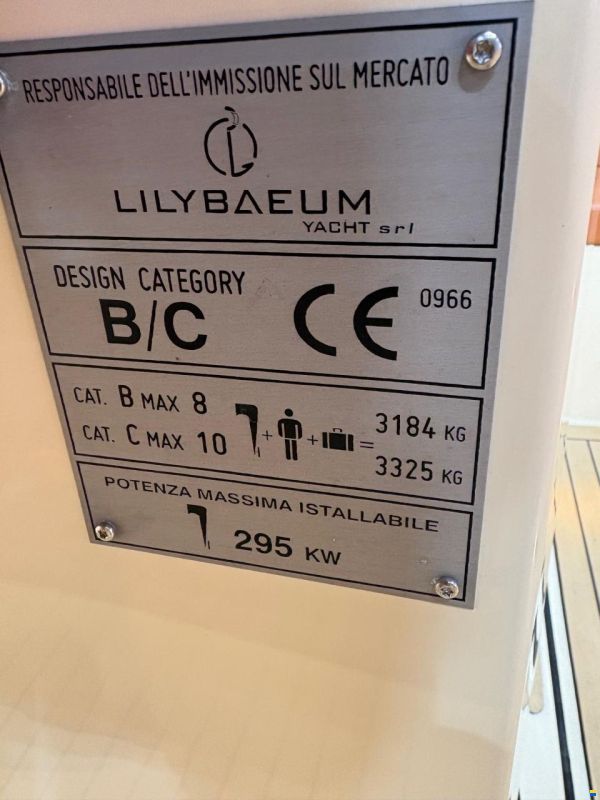 RESPONSABILE DELL'IMMISSIONE SUL MERCATO
LILYBAEUM
YACHT srl
DESIGN CATEGORY
B/C
CE 0966
CAT. B MAX 8
CAT. C MAX 10
+ + =
3184 KG
3325 KG
POTENZA MASSIMA ISTALLABILE
295 KW